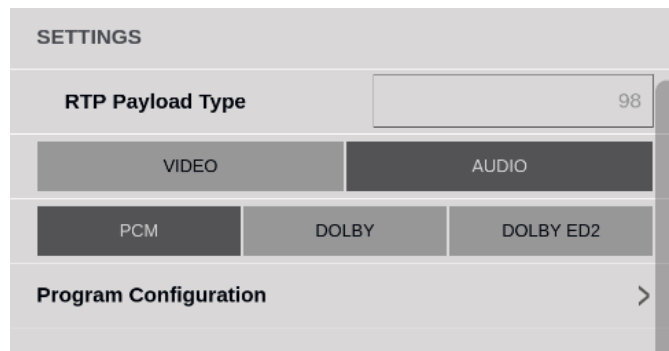 SETTINGS
RTP Payload Type 98
VIDEO AUDIO
PCM DOLBY DOLBY ED2
Program Configuration >